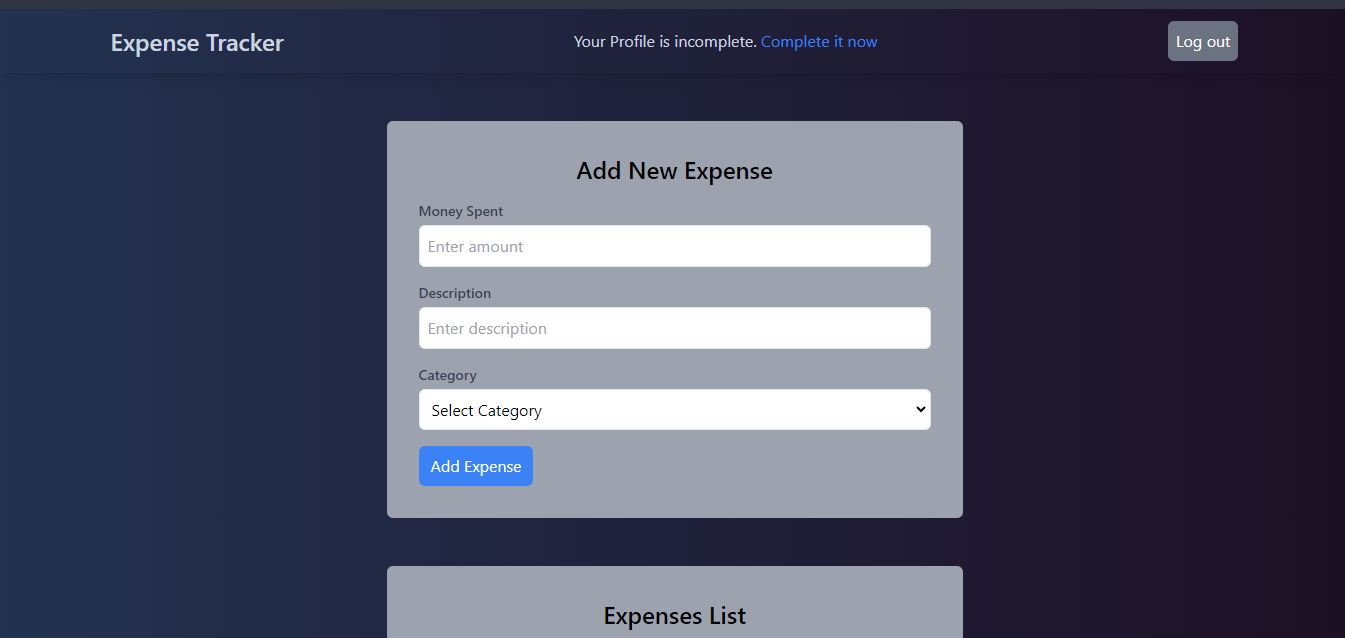 Expense Tracker
Your Profile is incomplete. Complete it now
Log out
Add New Expense
Money Spent
Enter amount
Description
Enter description
Category
Select Category
Add Expense
Expenses List